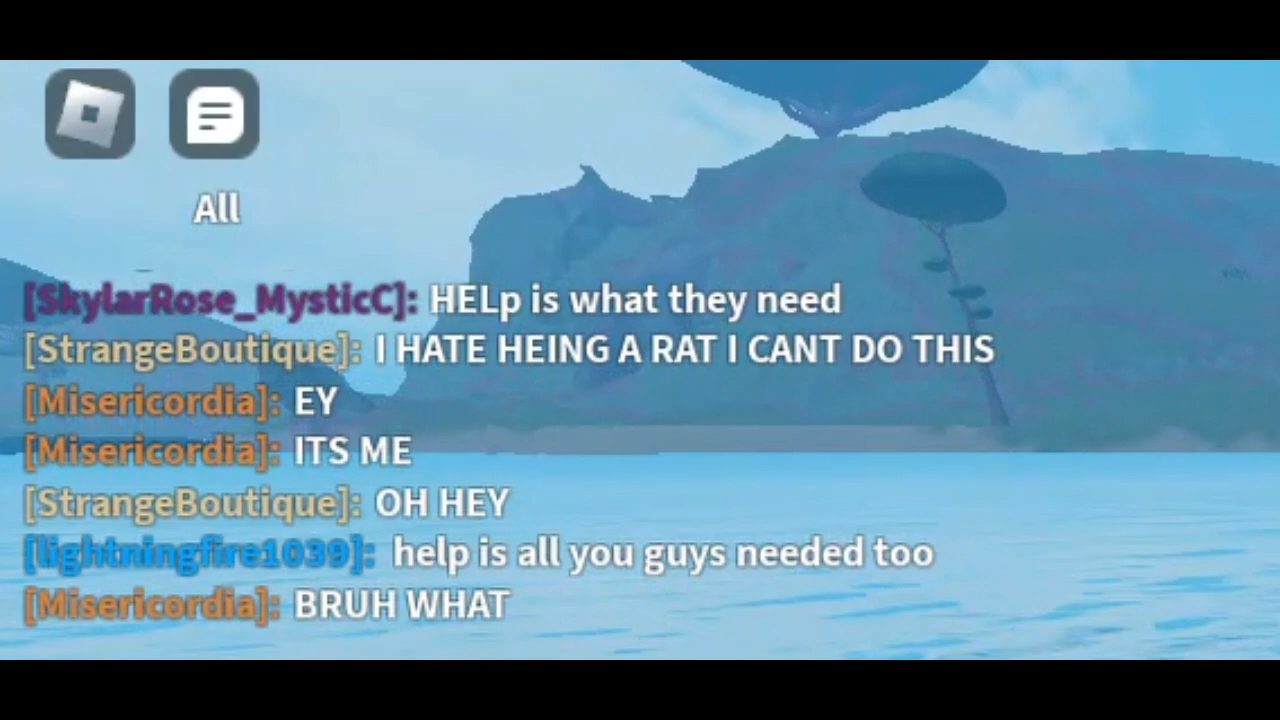 All
[SkylarRose_MysticC]: HELp is what they need
[StrangeBoutique]: I HATE HEING A RAT I CANT DO THIS
[Misericordia]: EY
[Misericordia]: ITS ME
[StrangeBoutique]: OH HEY
[lightningfire1039]: help is all you guys needed too
[Misericordia]: BRUH WHAT